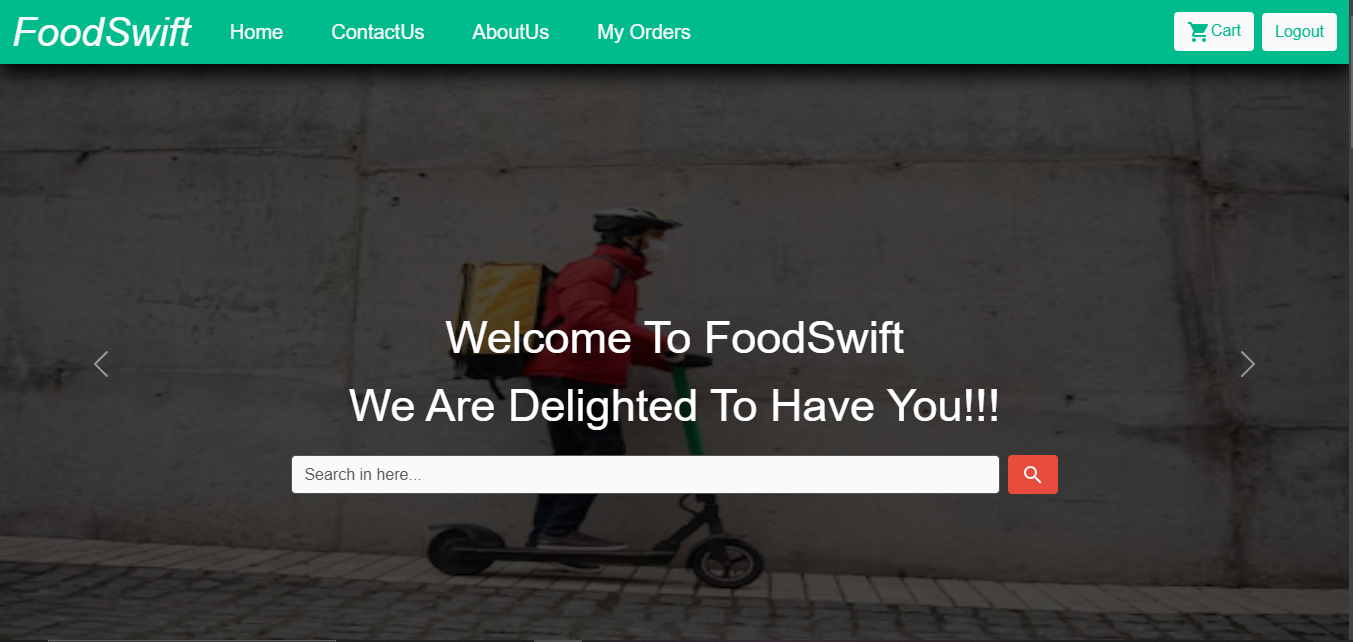 FoodSwift Home ContactUs AboutUs My Orders Cart Logout
Welcome To FoodSwift
We Are Delighted To Have You!!!
Search in here...